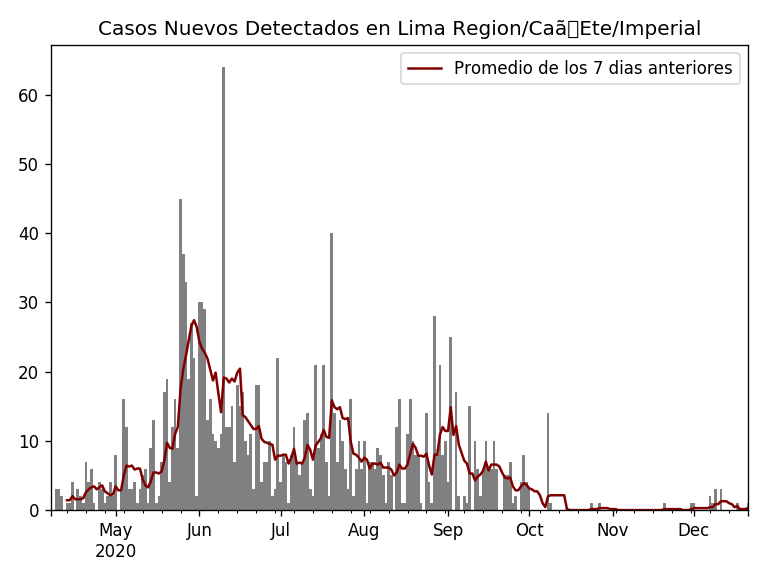 Casos Nuevos Detectados en Lima Region/Caã▯Ete/Imperial
Promedio de los 7 dias anteriores
60
50
40
30
20
10
0
May Jun Jul Aug Sep Oct Nov Dec
2020